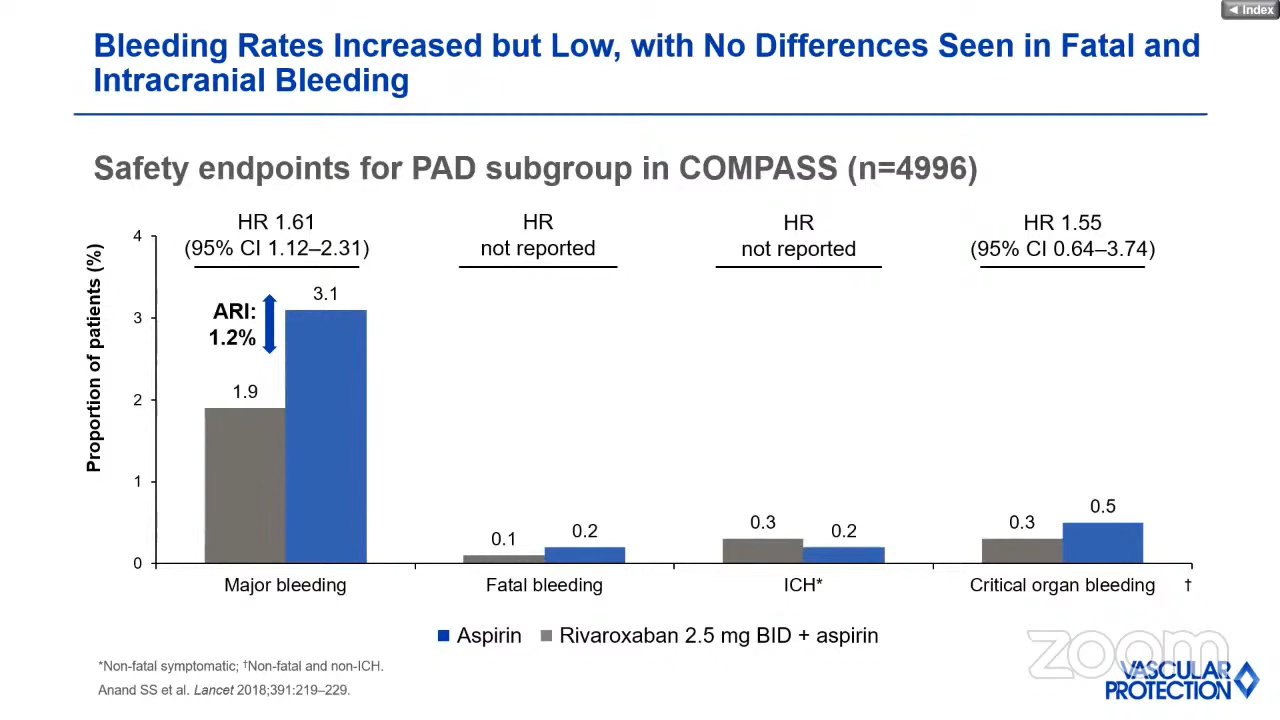 ◄ Index
Bleeding Rates Increased but Low, with No Differences Seen in Fatal and
Intracranial Bleeding
Safety endpoints for PAD subgroup in COMPASS (n=4996)
HR 1.61
(95% CI 1.12–2.31)
HR
not reported
HR
not reported
HR 1.55
(95% CI 0.64–3.74)
Proportion of patients (%)
4
3
2
1
0
ARI:
1.2%
1.9
3.1
0.1
0.2
0.3
0.2
0.3
0.5
Major bleeding
Fatal bleeding
ICH*
Critical organ bleeding †
Aspirin
Rivaroxaban 2.5 mg BID + aspirin
*Non-fatal symptomatic; †Non-fatal and non-ICH.
Anand SS et al. Lancet 2018;391:219–229.
zoom
VASCULAR
PROTECTION